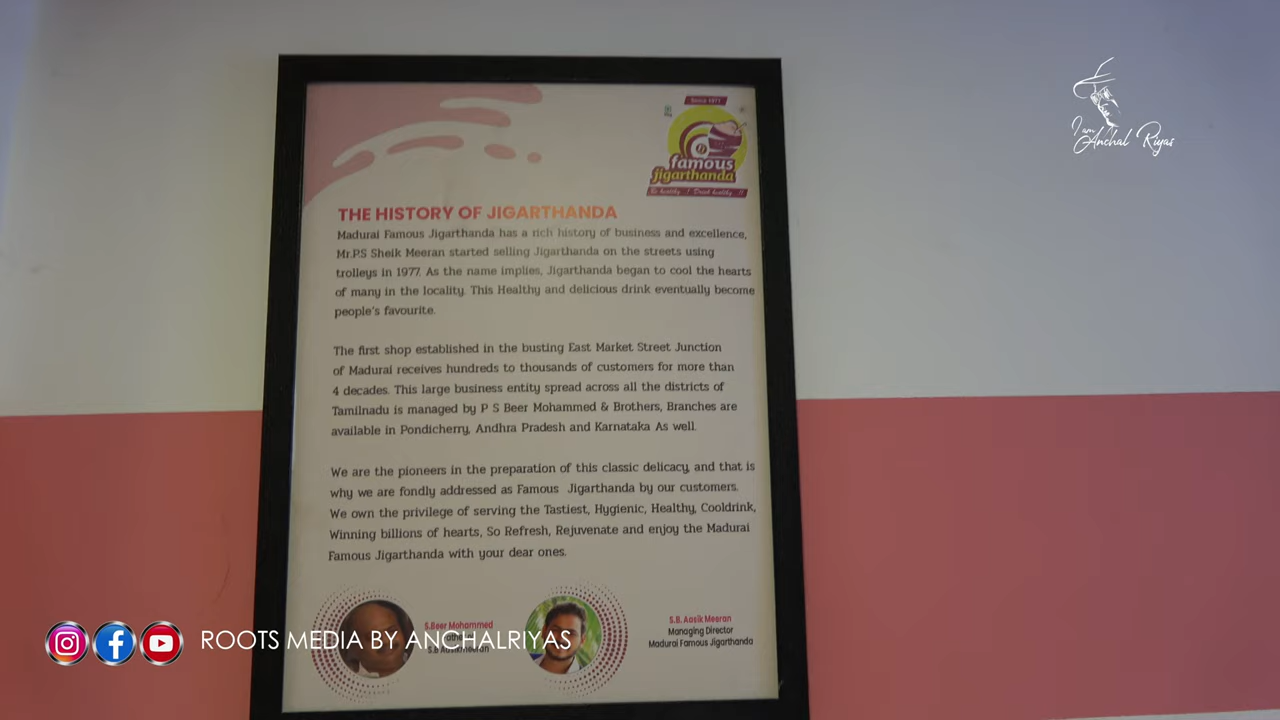 Since 1977
famous
jigarthanda
Be healthy ..! Drink healthy ..!!
I am
Anchal Riyas
THE HISTORY OF JIGARTHANDA
Madurai Famous Jigarthanda has a rich history of business and excellence,
Mr.P.S Sheik Meeran started selling Jigarthanda on the streets using
trolleys in 1977. As the name implies, Jigarthanda began to cool the hearts
of many in the locality. This Healthy and delicious drink eventually become
people's favourite.
The first shop established in the busting East Market Street Junction
of Madurai receives hundreds to thousands of customers for more than
4 decades. This large business entity spread across all the districts of
Tamilnadu is managed by P S Beer Mohammed & Brothers, Branches are
available in Pondicherry, Andhra Pradesh and Karnataka As well.
We are the pioneers in the preparation of this classic delicacy, and that is
why we are fondly addressed as Famous Jigarthanda by our customers.
We own the privilege of serving the Tastiest, Hygienic, Healthy, Cooldrink,
Winning billions of hearts, So Refresh, Rejuvenate and enjoy the Madurai
Famous Jigarthanda with your dear ones.
S.Beer Mohammed
S.B. Aasik Meeran
Managing Director
Madurai Famous Jigarthanda
ROOTS MEDIA BY ANCHALRIYAS